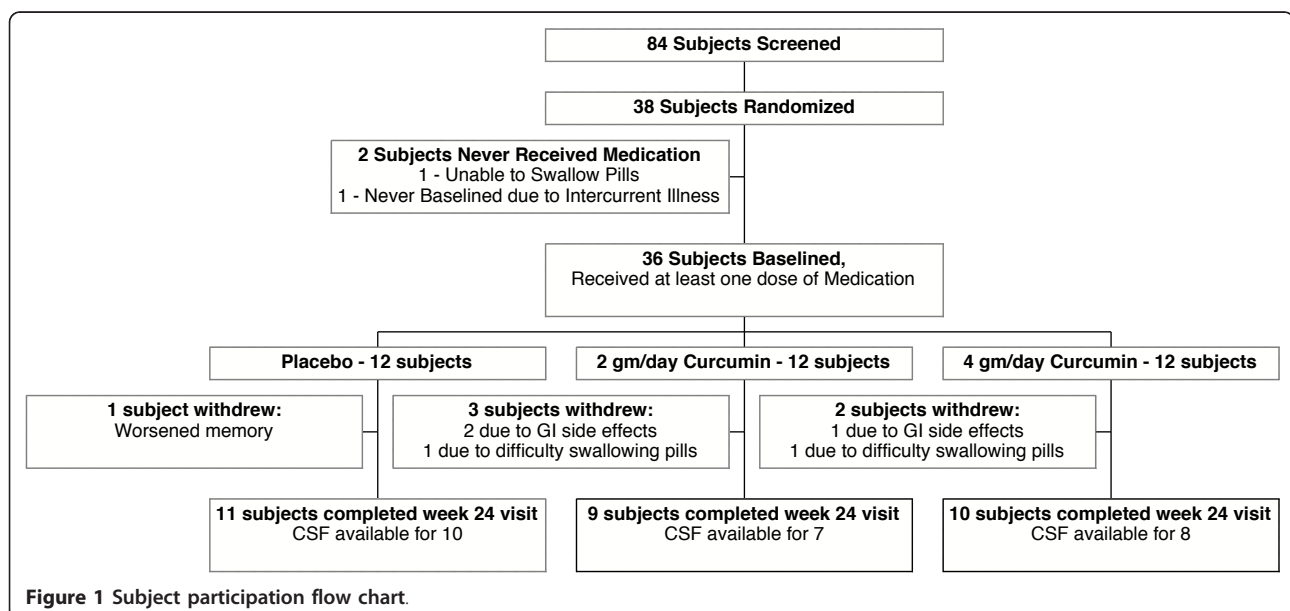 84 Subjects Screened
38 Subjects Randomized
2 Subjects Never Received Medication
1 - Unable to Swallow Pills
1 - Never Baselined due to Intercurrent Illness
36 Subjects Baselined,
Received at least one dose of Medication
Placebo - 12 subjects
2 gm/day Curcumin - 12 subjects
4 gm/day Curcumin - 12 subjects
1 subject withdrew:
Worsened memory
3 subjects withdrew:
2 due to GI side effects
1 due to difficulty swallowing pills
2 subjects withdrew:
1 due to GI side effects
1 due to difficulty swallowing pills
11 subjects completed week 24 visit
CSF available for 10
9 subjects completed week 24 visit
CSF available for 7
10 subjects completed week 24 visit
CSF available for 8
Figure 1 Subject participation flow chart.